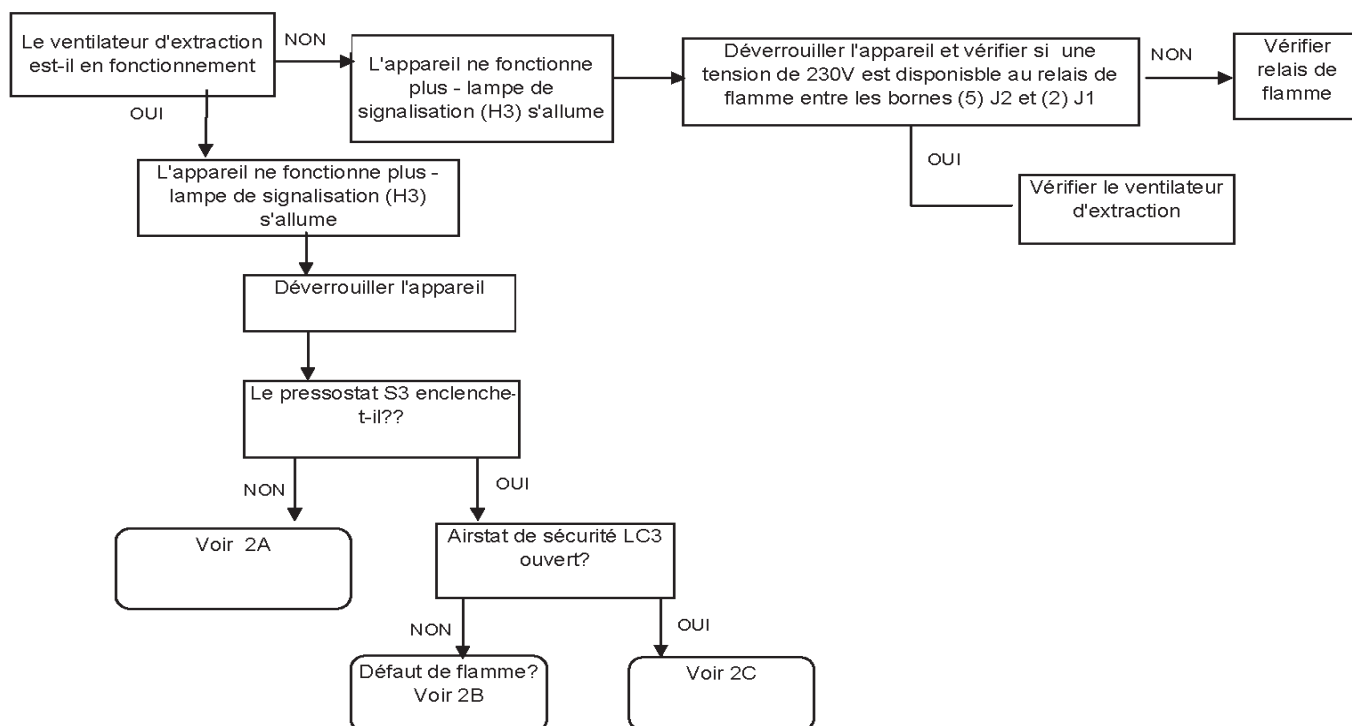 Le ventilateur d'extraction
est-il en fonctionnement
NON
L'appareil ne fonctionne
plus - lampe de
signalisation (H3) s'allume
Déverrouiller l'appareil et vérifier si une
tension de 230V est disponisble au relais de
flamme entre les bornes (5) J2 et (2) J1
NON
Vérifier
relais de
flamme
OUI
OUI
Vérifier le ventilateur
d'extraction
L'appareil ne fonctionne plus -
lampe de signalisation (H3)
s'allume
Déverrouiller l'appareil
Le pressostat S3 enclenche-
t-il??
NON
OUI
Voir 2A
Airstat de sécurité LC3
ouvert?
NON
OUI
Défaut de flamme?
Voir 2B
Voir 2C